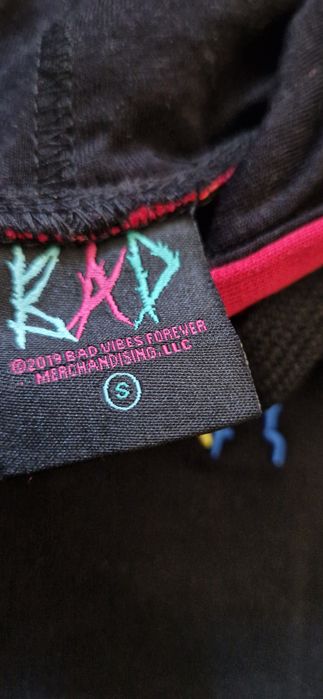 BAD
©2019 BAD VIBES FOREVER
MERCHANDISING, LLC
S